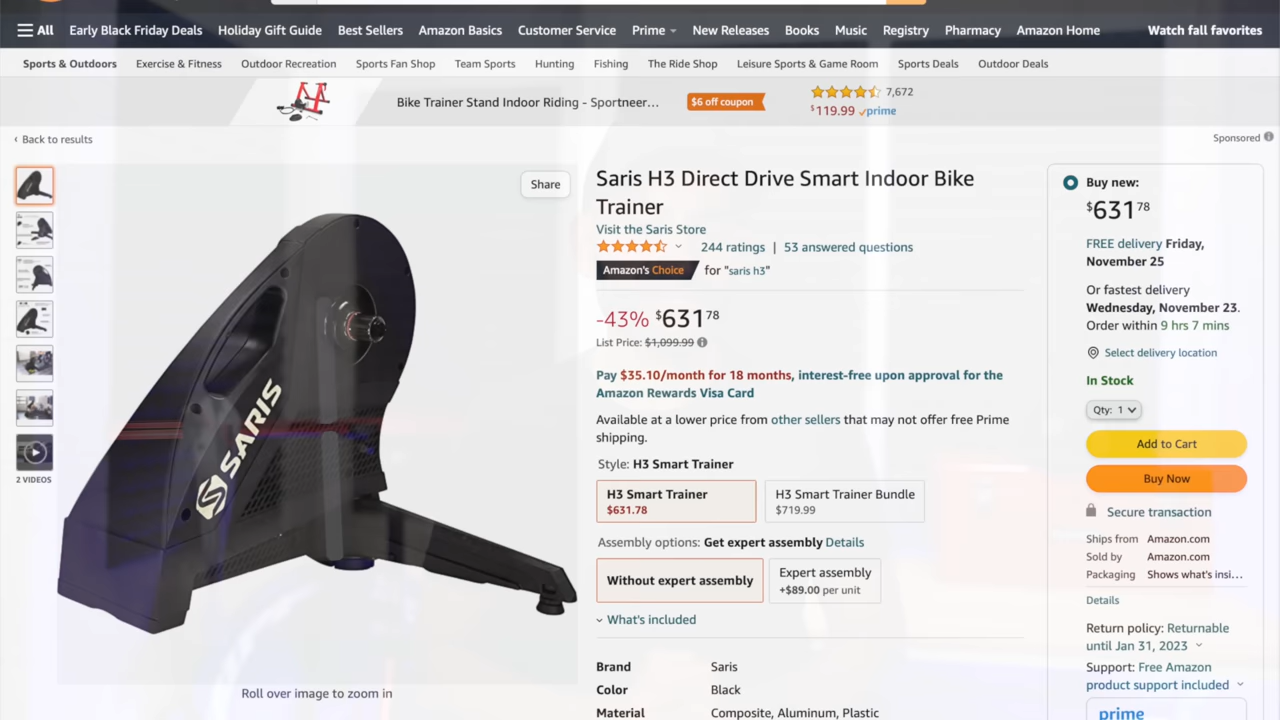 All Early Black Friday Deals Holiday Gift Guide Best Sellers Amazon Basics Customer Service Prime New Releases Books Music Registry Pharmacy Amazon Home Watch fall favorites
Sports & Outdoors Exercise & Fitness Outdoor Recreation Sports Fan Shop Team Sports Hunting Fishing The Ride Shop Leisure Sports & Game Room Sports Deals Outdoor Deals
Bike Trainer Stand Indoor Riding - Sportneer... $6 off coupon 7,672
$119.99 prime
‹ Back to results
Sponsored
Share
SARIS
2 VIDEOS
Roll over image to zoom in
Saris H3 Direct Drive Smart Indoor Bike
Trainer
Visit the Saris Store
244 ratings | 53 answered questions
Amazon's Choice for "saris h3"
-43% $631 78
List Price: $1,099.99
Pay $35.10/month for 18 months, interest-free upon approval for the
Amazon Rewards Visa Card
Available at a lower price from other sellers that may not offer free Prime
shipping.
Style: H3 Smart Trainer
H3 Smart Trainer
$631.78
H3 Smart Trainer Bundle
$719.99
Assembly options: Get expert assembly Details
Without expert assembly
Expert assembly
+$89.00 per unit
What's included
Brand Saris
Color Black
Material Composite, Aluminum, Plastic
Buy new:
$631 78
FREE delivery Friday,
November 25
Or fastest delivery
Wednesday, November 23.
Order within 9 hrs 7 mins
Select delivery location
In Stock
Qty: 1
Add to Cart
Buy Now
Secure transaction
Ships from Amazon.com
Sold by Amazon.com
Packaging Shows what's insi...
Details
Return policy: Returnable
until Jan 31, 2023
Support: Free Amazon
product support included
prime